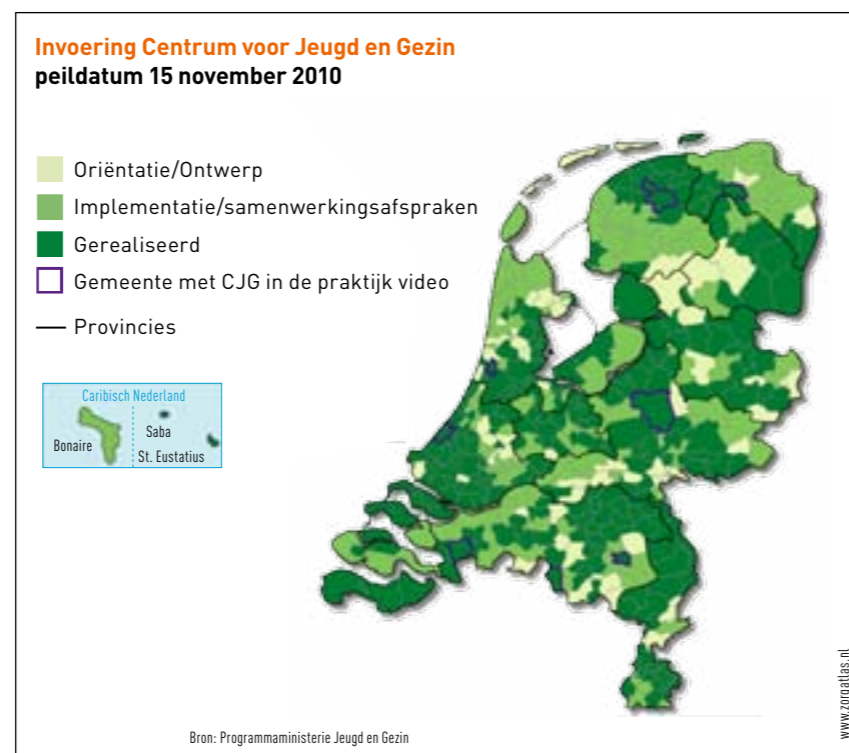 Invoering Centrum voor Jeugd en Gezin
peildatum 15 november 2010
Oriëntatie/Ontwerp
Implementatie/samenwerkingsafspraken
Gerealiseerd
Gemeente met CJG in de praktijk video
Provincies
Caribisch Nederland
Bonaire
Saba
St. Eustatius
Bron: Programmaministerie Jeugd en Gezin
www.zorgatlas.nl